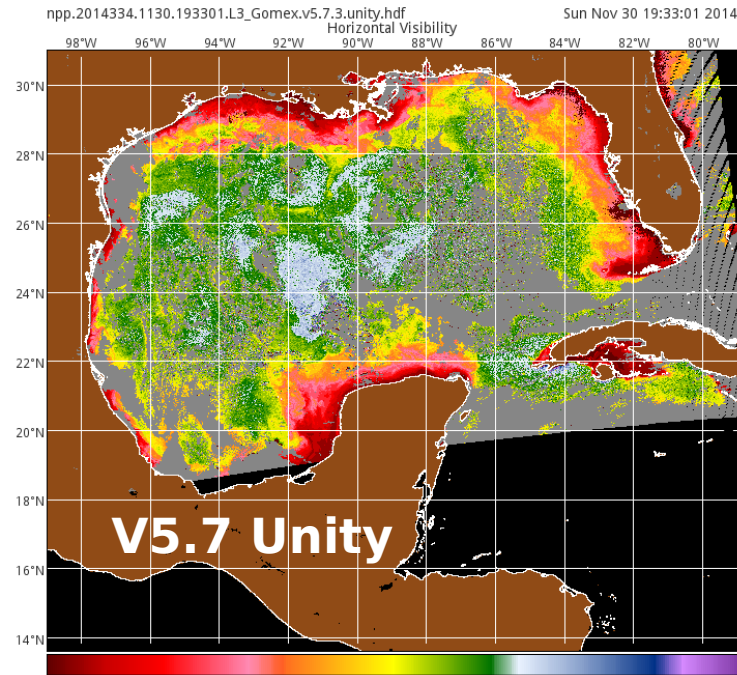 npp.2014334.1130.193301.L3_Gomex.v5.7.3.unity.hdf Sun Nov 30 19:33:01 2014
Horizontal Visibility
98°W 96°W 94°W 92°W 90°W 88°W 86°W 84°W 82°W 80°W
30°N
28°N
26°N
24°N
22°N
20°N
18°N
V5.7 Unity
16°N
14°N